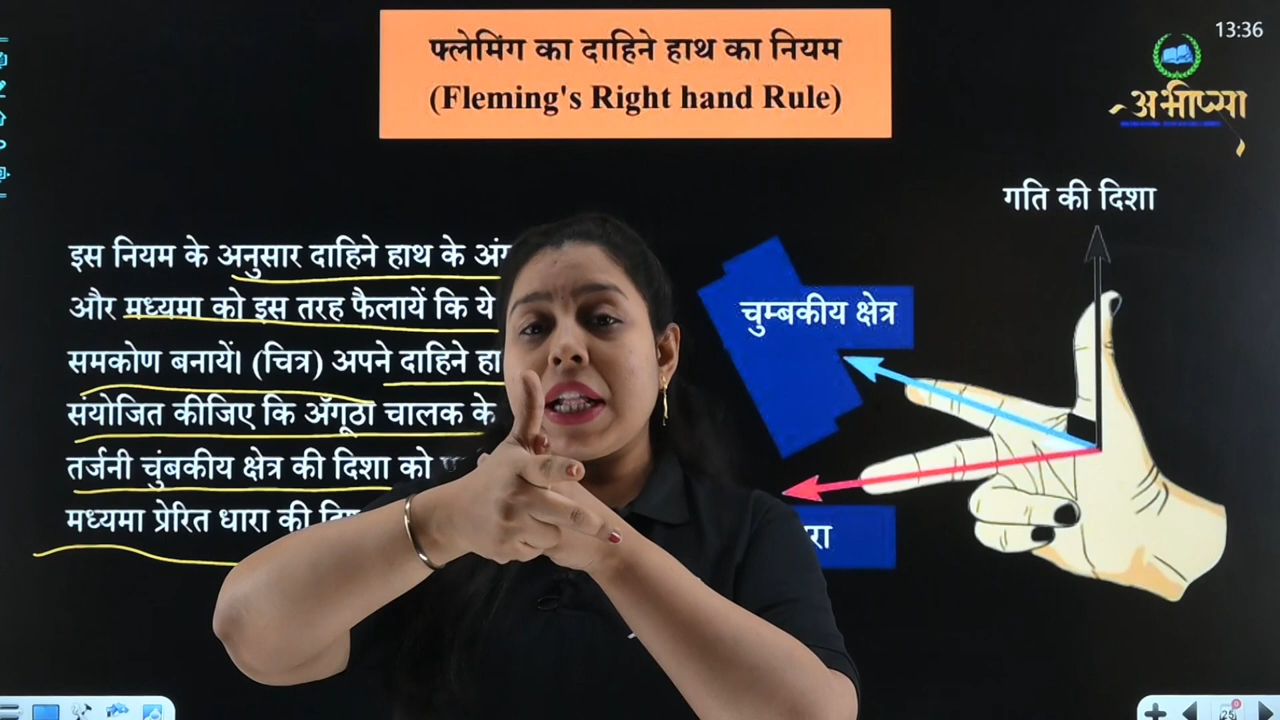 फ्लेमिंग का दाहिने हाथ का नियम
(Fleming's Right hand Rule)
13:36
अभीप्सा
गति की दिशा
इस नियम के अनुसार दाहिने हाथ के
और मध्यमा को इस तरह फैलायें कि ये
समकोण बनायें। (चित्र) अपने दाहिने
संयोजित कीजिए कि अँगूठा चालक के
तर्जनी चुंबकीय क्षेत्र की दिशा को
मध्यमा प्रेरित धारा की
चुम्बकीय क्षेत्र